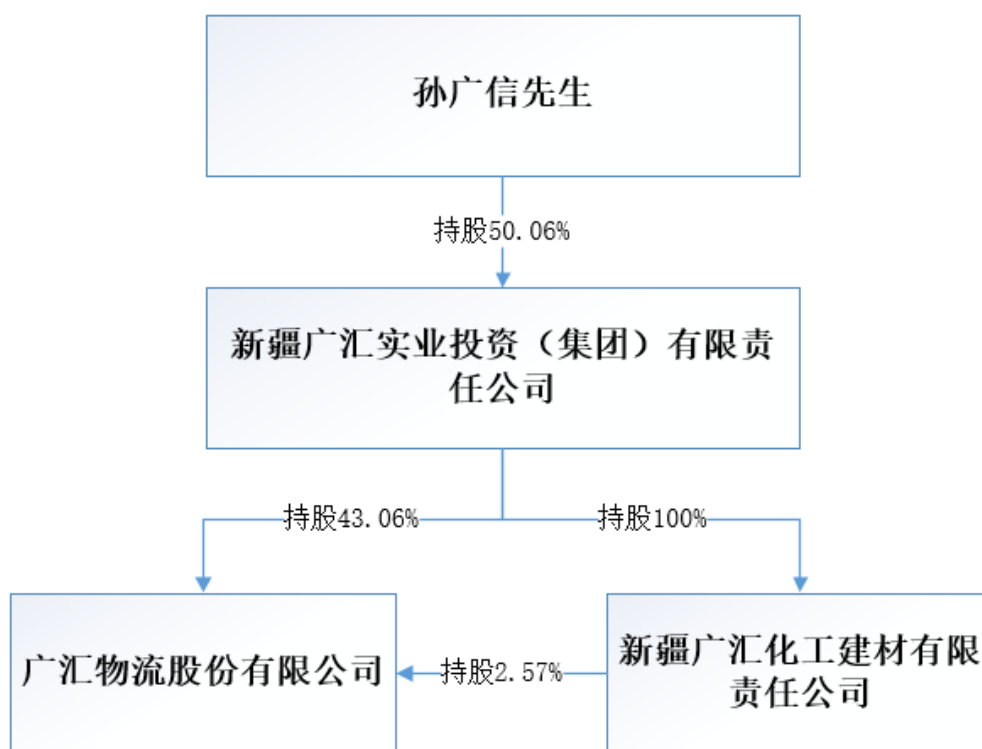 孙广信先生
持股50.06%
新疆广汇实业投资（集团）有限责
任公司
持股43.06%
持股100%
广汇物流股份有限公司
持股2.57%
新疆广汇化工建材有限
责任公司